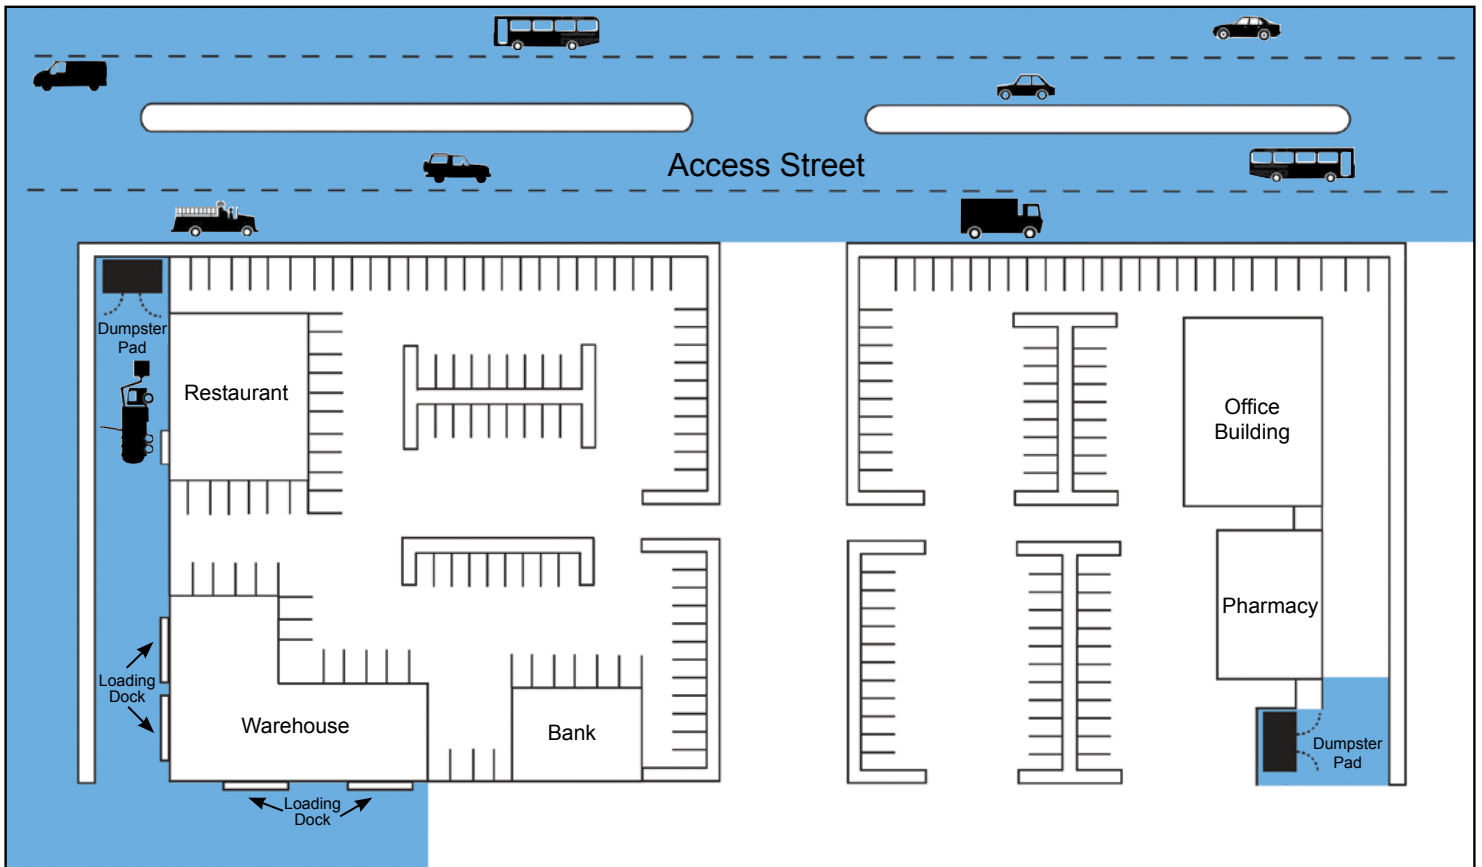 Access Street
Dumpster
Pad
Restaurant
Office
Building
Pharmacy
Loading
Dock
Warehouse
Bank
Dumpster
Pad
Loading
Dock